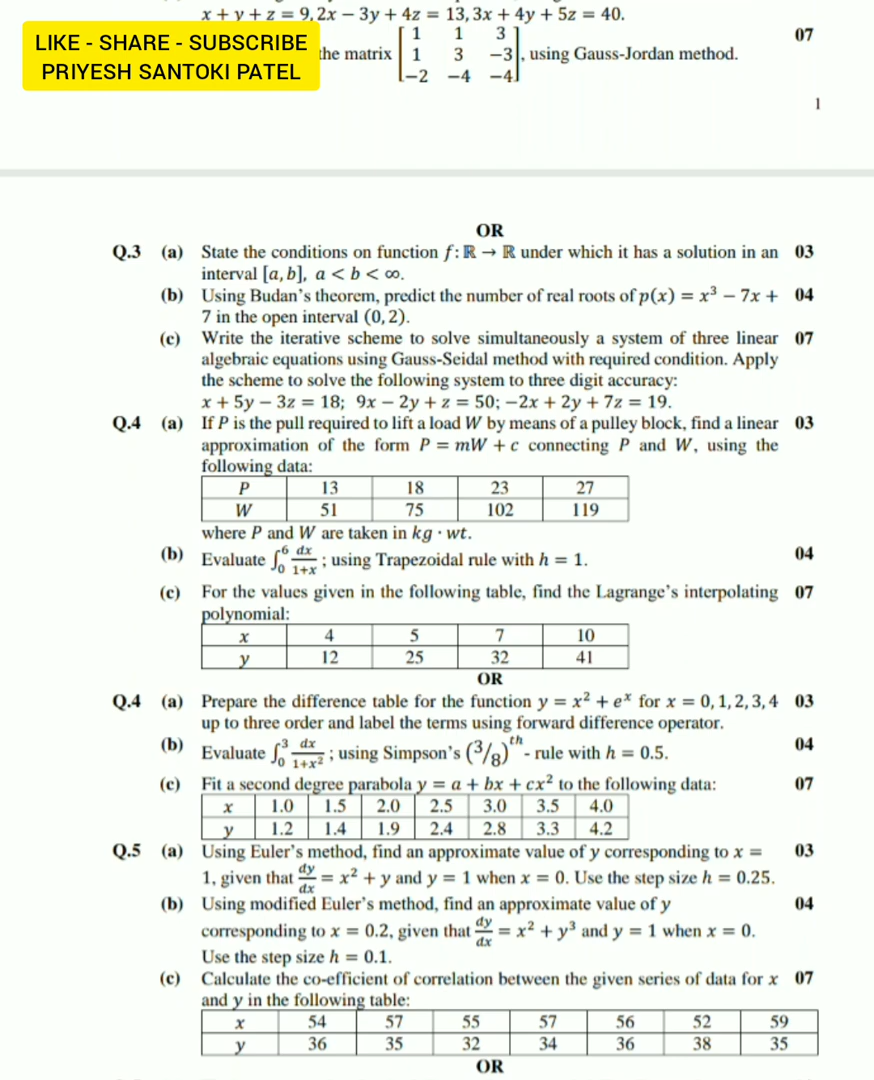 x + y + z = 9, 2x − 3y + 4z = 13, 3x + 4y + 5z = 40.
LIKE - SHARE - SUBSCRIBE
PRIYESH SANTOKI PATEL
the matrix [1 1 3; 1 3 −3; −2 −4 −4], using Gauss-Jordan method. 07
1
OR
Q.3 (a) State the conditions on function f: ℝ → ℝ under which it has a solution in an 03
interval [a, b], a < b < ∞.
(b) Using Budan's theorem, predict the number of real roots of p(x) = x³ − 7x + 04
7 in the open interval (0, 2).
(c) Write the iterative scheme to solve simultaneously a system of three linear 07
algebraic equations using Gauss-Seidal method with required condition. Apply
the scheme to solve the following system to three digit accuracy:
x + 5y − 3z = 18; 9x − 2y + z = 50; −2x + 2y + 7z = 19.
Q.4 (a) If P is the pull required to lift a load W by means of a pulley block, find a linear 03
approximation of the form P = mW + c connecting P and W, using the
following data:
P 13 18 23 27
W 51 75 102 119
where P and W are taken in kg · wt.
(b) Evaluate ∫₀⁶ dx/(1+x) ; using Trapezoidal rule with h = 1. 04
(c) For the values given in the following table, find the Lagrange's interpolating 07
polynomial:
x 4 5 7 10
y 12 25 32 41
OR
Q.4 (a) Prepare the difference table for the function y = x² + eˣ for x = 0, 1, 2, 3, 4 03
up to three order and label the terms using forward difference operator.
(b) Evaluate ∫₀³ dx/(1+x²) ; using Simpson's (3/8)ᵗʰ - rule with h = 0.5. 04
(c) Fit a second degree parabola y = a + bx + cx² to the following data: 07
x 1.0 1.5 2.0 2.5 3.0 3.5 4.0
y 1.2 1.4 1.9 2.4 2.8 3.3 4.2
Q.5 (a) Using Euler's method, find an approximate value of y corresponding to x = 03
1, given that dy/dx = x² + y and y = 1 when x = 0. Use the step size h = 0.25.
(b) Using modified Euler's method, find an approximate value of y 04
corresponding to x = 0.2, given that dy/dx = x² + y³ and y = 1 when x = 0.
Use the step size h = 0.1.
(c) Calculate the co-efficient of correlation between the given series of data for x 07
and y in the following table:
x 54 57 55 57 56 52 59
y 36 35 32 34 36 38 35
OR